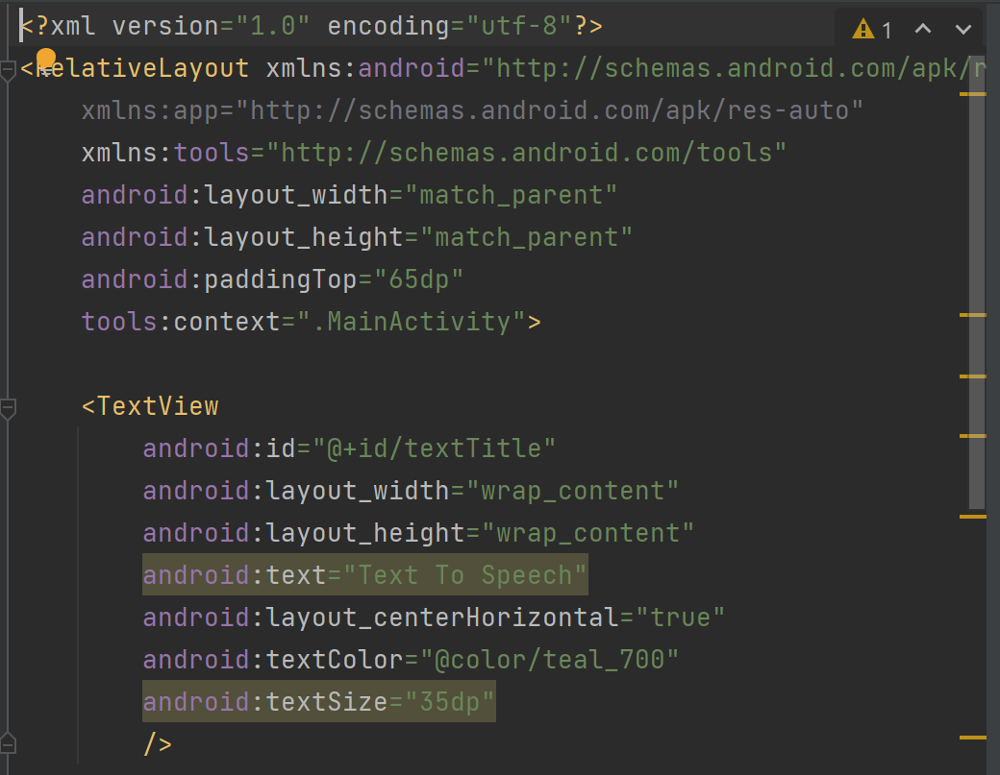 <?xml version="1.0" encoding="utf-8"?> 1
<RelativeLayout xmlns:android="http://schemas.android.com/apk/r
xmlns:app="http://schemas.android.com/apk/res-auto"
xmlns:tools="http://schemas.android.com/tools"
android:layout_width="match_parent"
android:layout_height="match_parent"
android:paddingTop="65dp"
tools:context=".MainActivity">
<TextView
android:id="@+id/textTitle"
android:layout_width="wrap_content"
android:layout_height="wrap_content"
android:text="Text To Speech"
android:layout_centerHorizontal="true"
android:textColor="@color/teal_700"
android:textSize="35dp"
/>